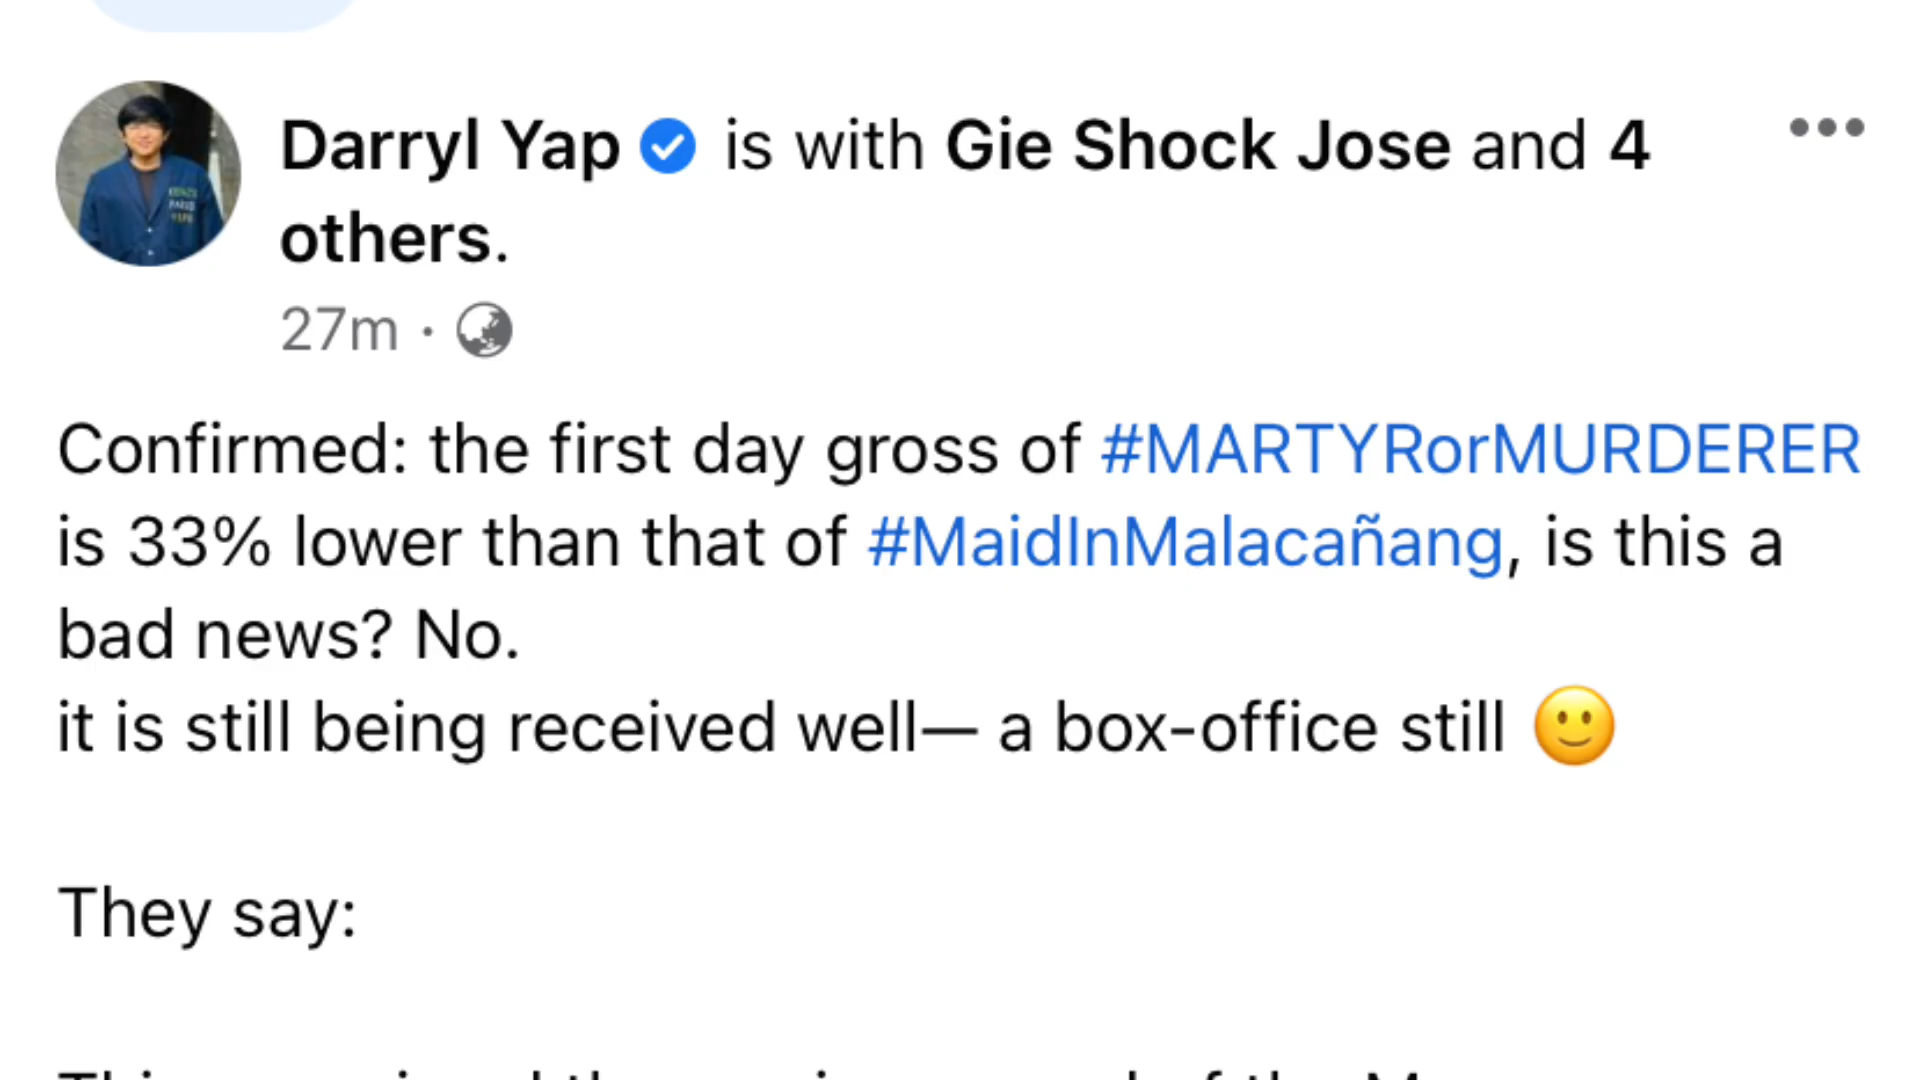 Darryl Yap is with Gie Shock Jose and 4
others.
27m ·
Confirmed: the first day gross of #MARTYRorMURDERER
is 33% lower than that of #MaidInMalacañang, is this a
bad news? No.
it is still being received well— a box-office still 🙂
They say: